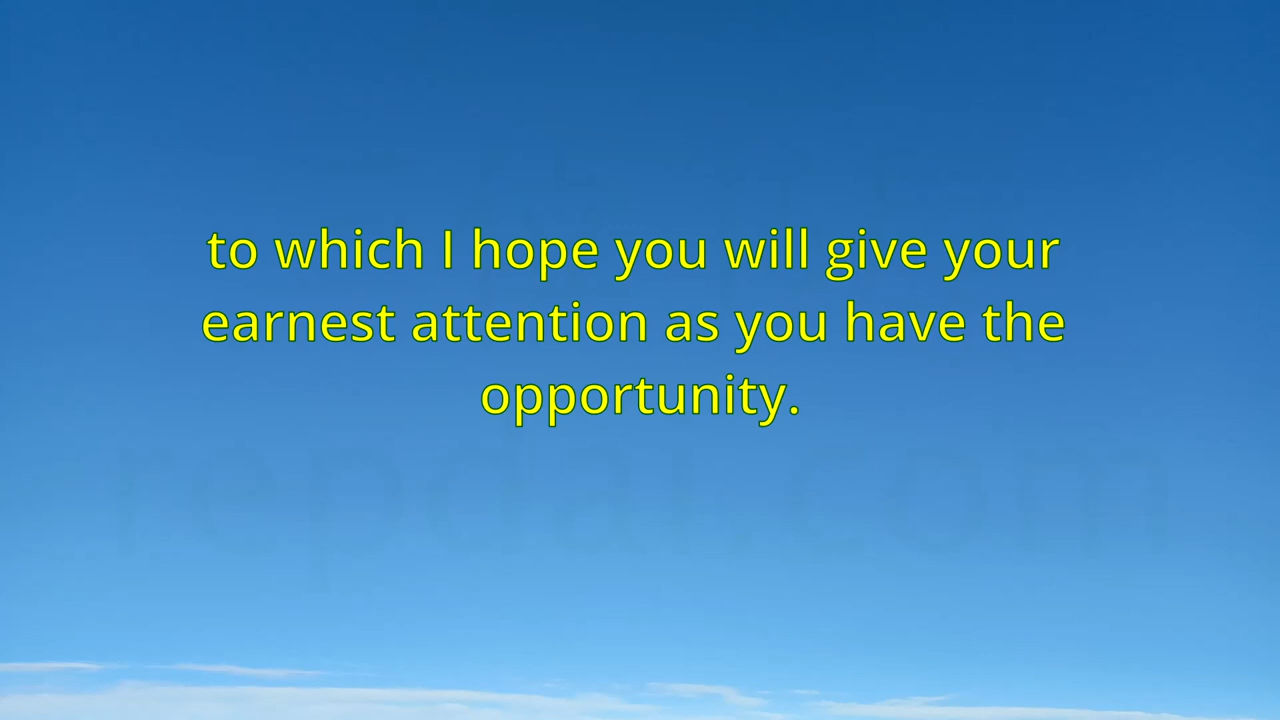 to which I hope you will give your
earnest attention as you have the
opportunity.